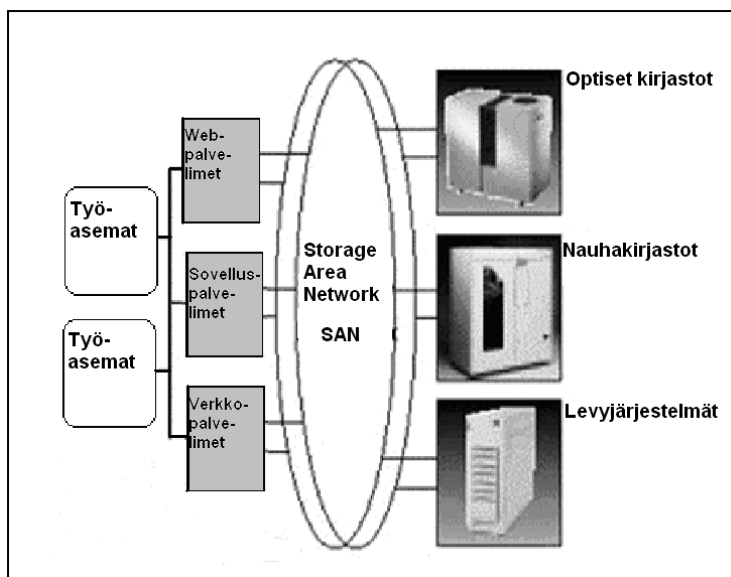 Työ-
asemat
Työ-
asemat
Web-
palve-
limet
Sovellus-
palve-
limet
Verkko-
palve-
limet
Storage
Area
Network
SAN
Optiset kirjastot
Nauhakirjastot
Levyjärjestelmät